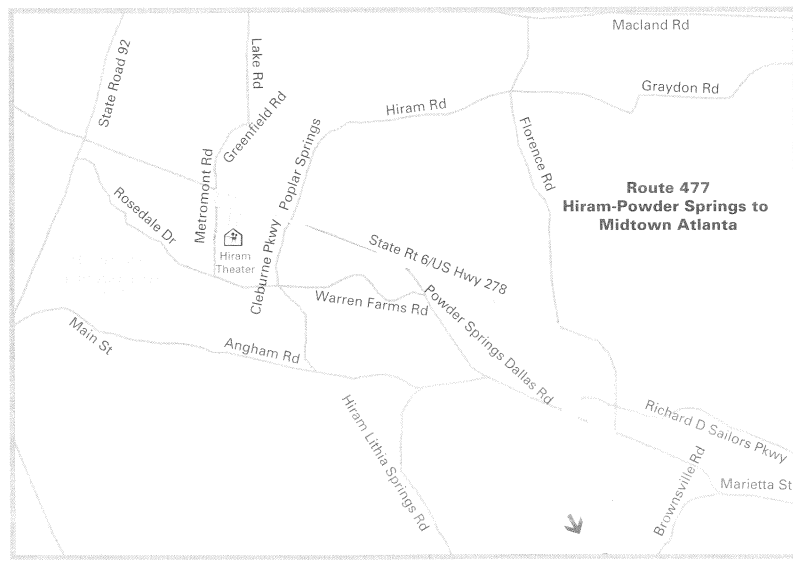 Macland Rd
State Road 92
Lake Rd
Graydon Rd
Hiram Rd
Greenfield Rd
Poplar Springs
Florence Rd
Metromont Rd
Route 477
Hiram-Powder Springs to
Midtown Atlanta
Rosedale Dr
Hiram
Theater
Cleburne Pkwy
State Rt 6/US Hwy 278
Warren Farms Rd
Powder Springs Dallas Rd
Main St
Angham Rd
Hiram Lithia Springs Rd
Richard D Sailors Pkwy
Brownsville Rd
Marietta St